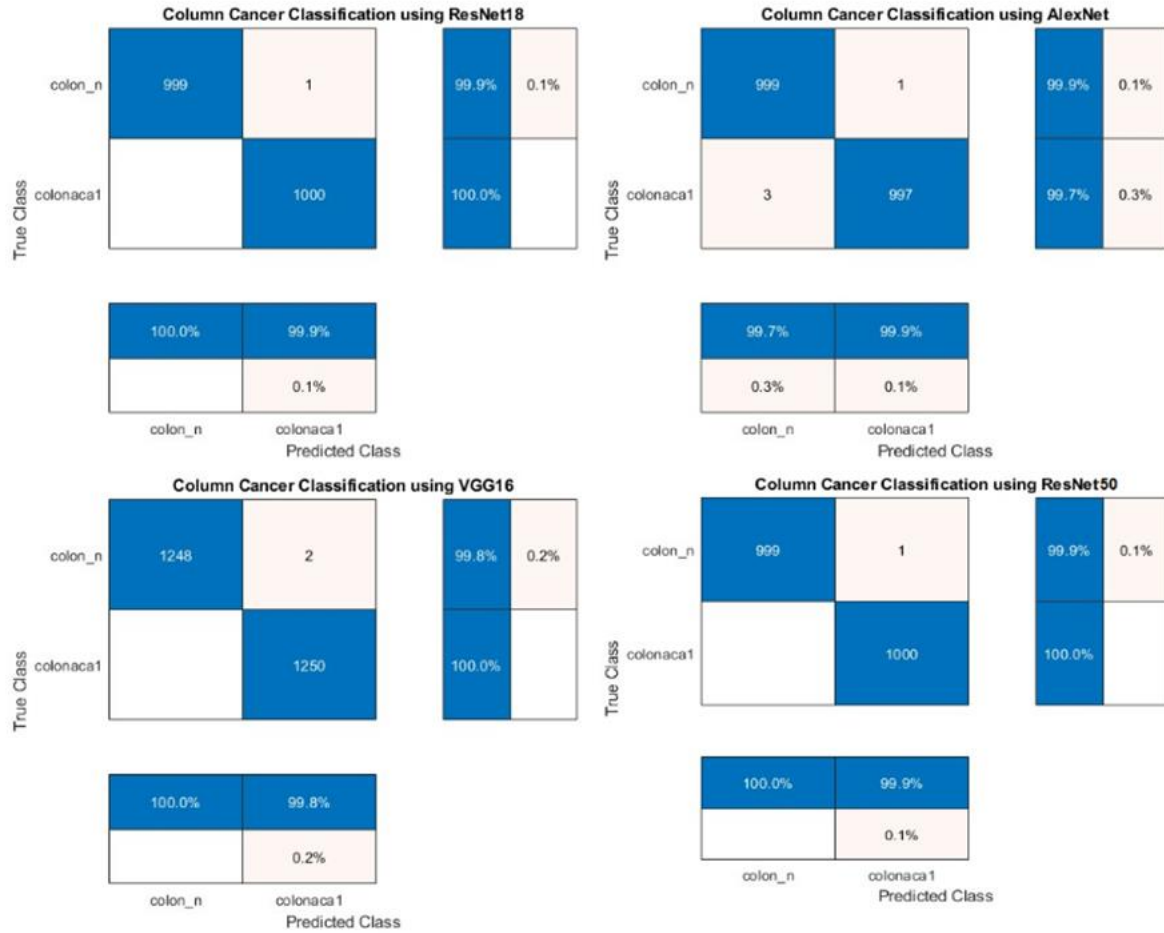 Column Cancer Classification using ResNet18
colon_n 999 1 99.9% 0.1%
colonaca1 1000 100.0%
True Class
100.0% 99.9%
0.1%
colon_n colonaca1
Predicted Class
Column Cancer Classification using AlexNet
colon_n 999 1 99.9% 0.1%
colonaca1 3 997 99.7% 0.3%
True Class
99.7% 99.9%
0.3% 0.1%
colon_n colonaca1
Predicted Class
Column Cancer Classification using VGG16
colon_n 1248 2 99.8% 0.2%
colonaca1 1250 100.0%
True Class
100.0% 99.8%
0.2%
colon_n colonaca1
Predicted Class
Column Cancer Classification using ResNet50
colon_n 999 1 99.9% 0.1%
colonaca1 1000 100.0%
True Class
100.0% 99.9%
0.1%
colon_n colonaca1
Predicted Class